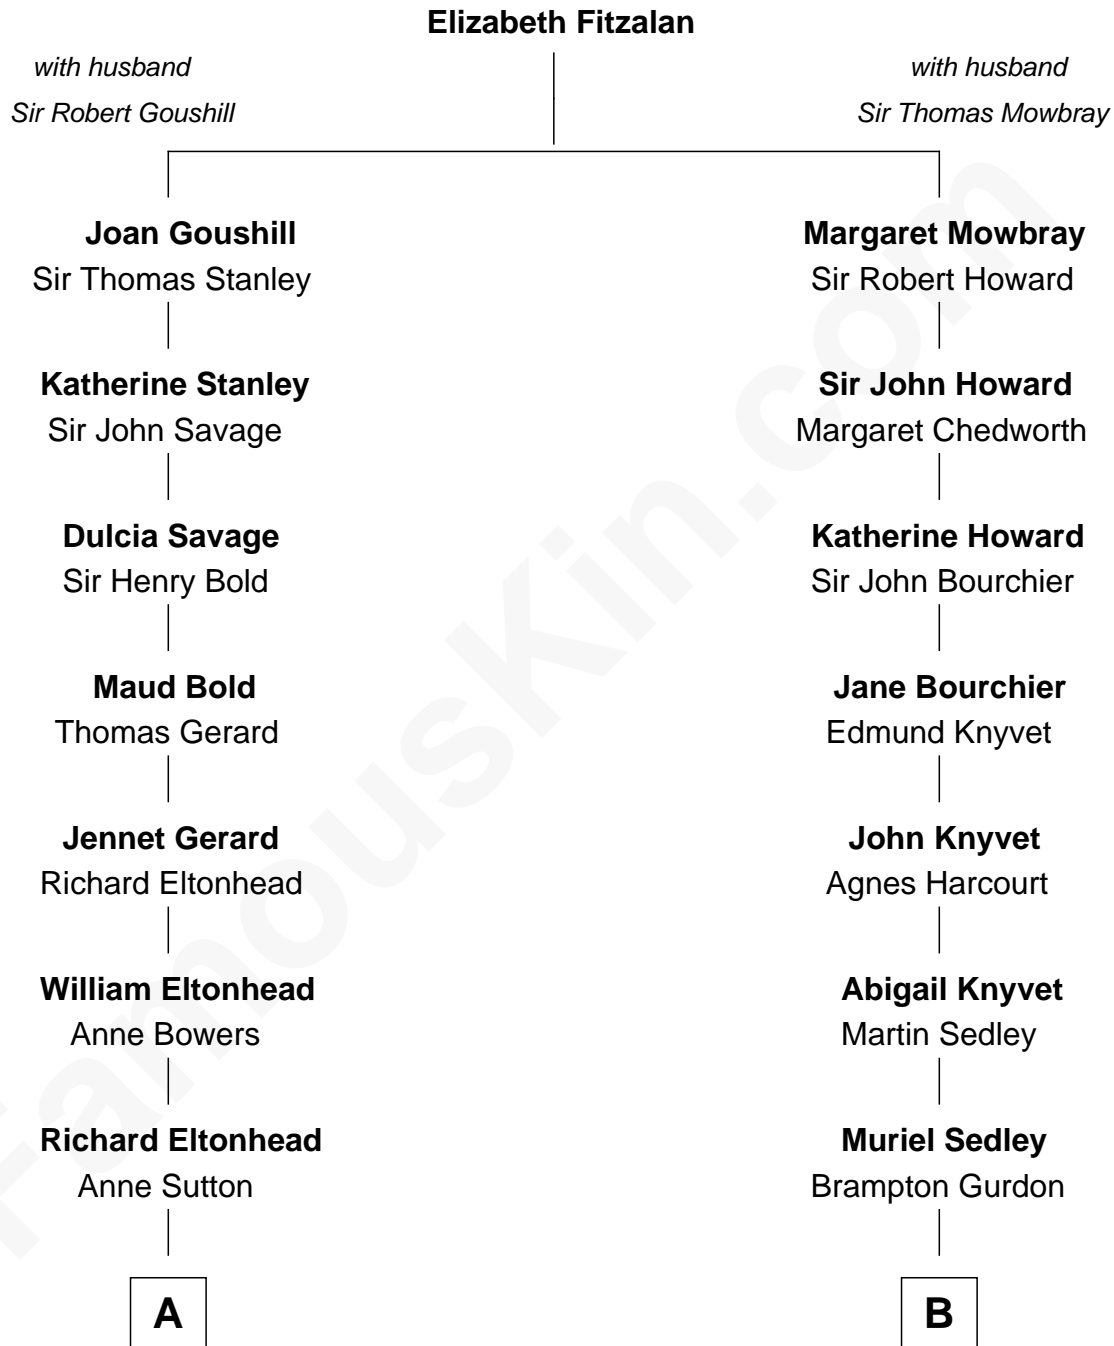 Elizabeth Fitzalan
with husband
Sir Robert Goushill
with husband
Sir Thomas Mowbray
Joan Goushill
Sir Thomas Stanley
Margaret Mowbray
Sir Robert Howard
Katherine Stanley
Sir John Savage
Sir John Howard
Margaret Chedworth
Dulcia Savage
Sir Henry Bold
Katherine Howard
Sir John Bourchier
Maud Bold
Thomas Gerard
Jane Bourchier
Edmund Knyvet
Jennet Gerard
Richard Eltonhead
John Knyvet
Agnes Harcourt
William Eltonhead
Anne Bowers
Abigail Knyvet
Martin Sedley
Richard Eltonhead
Anne Sutton
Muriel Sedley
Brampton Gurdon
A
B
FamousKin.com